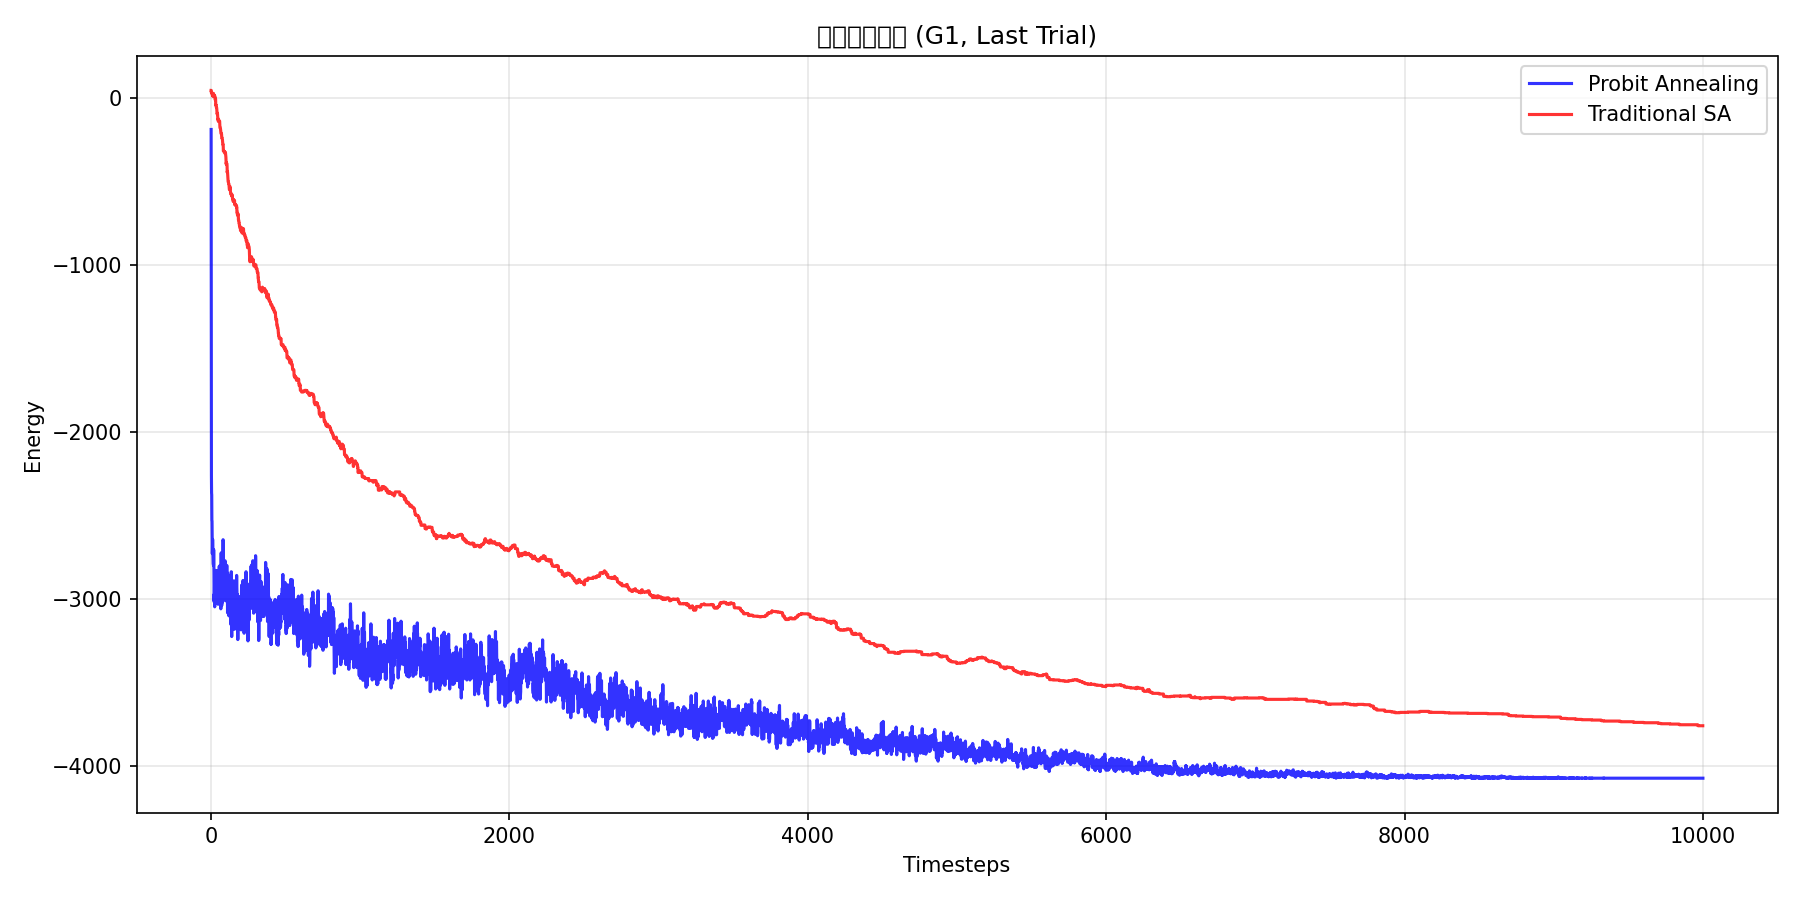 (G1, Last Trial)
Probit Annealing
Traditional SA
Energy
0
−1000
−2000
−3000
−4000
0 2000 4000 6000 8000 10000
Timesteps